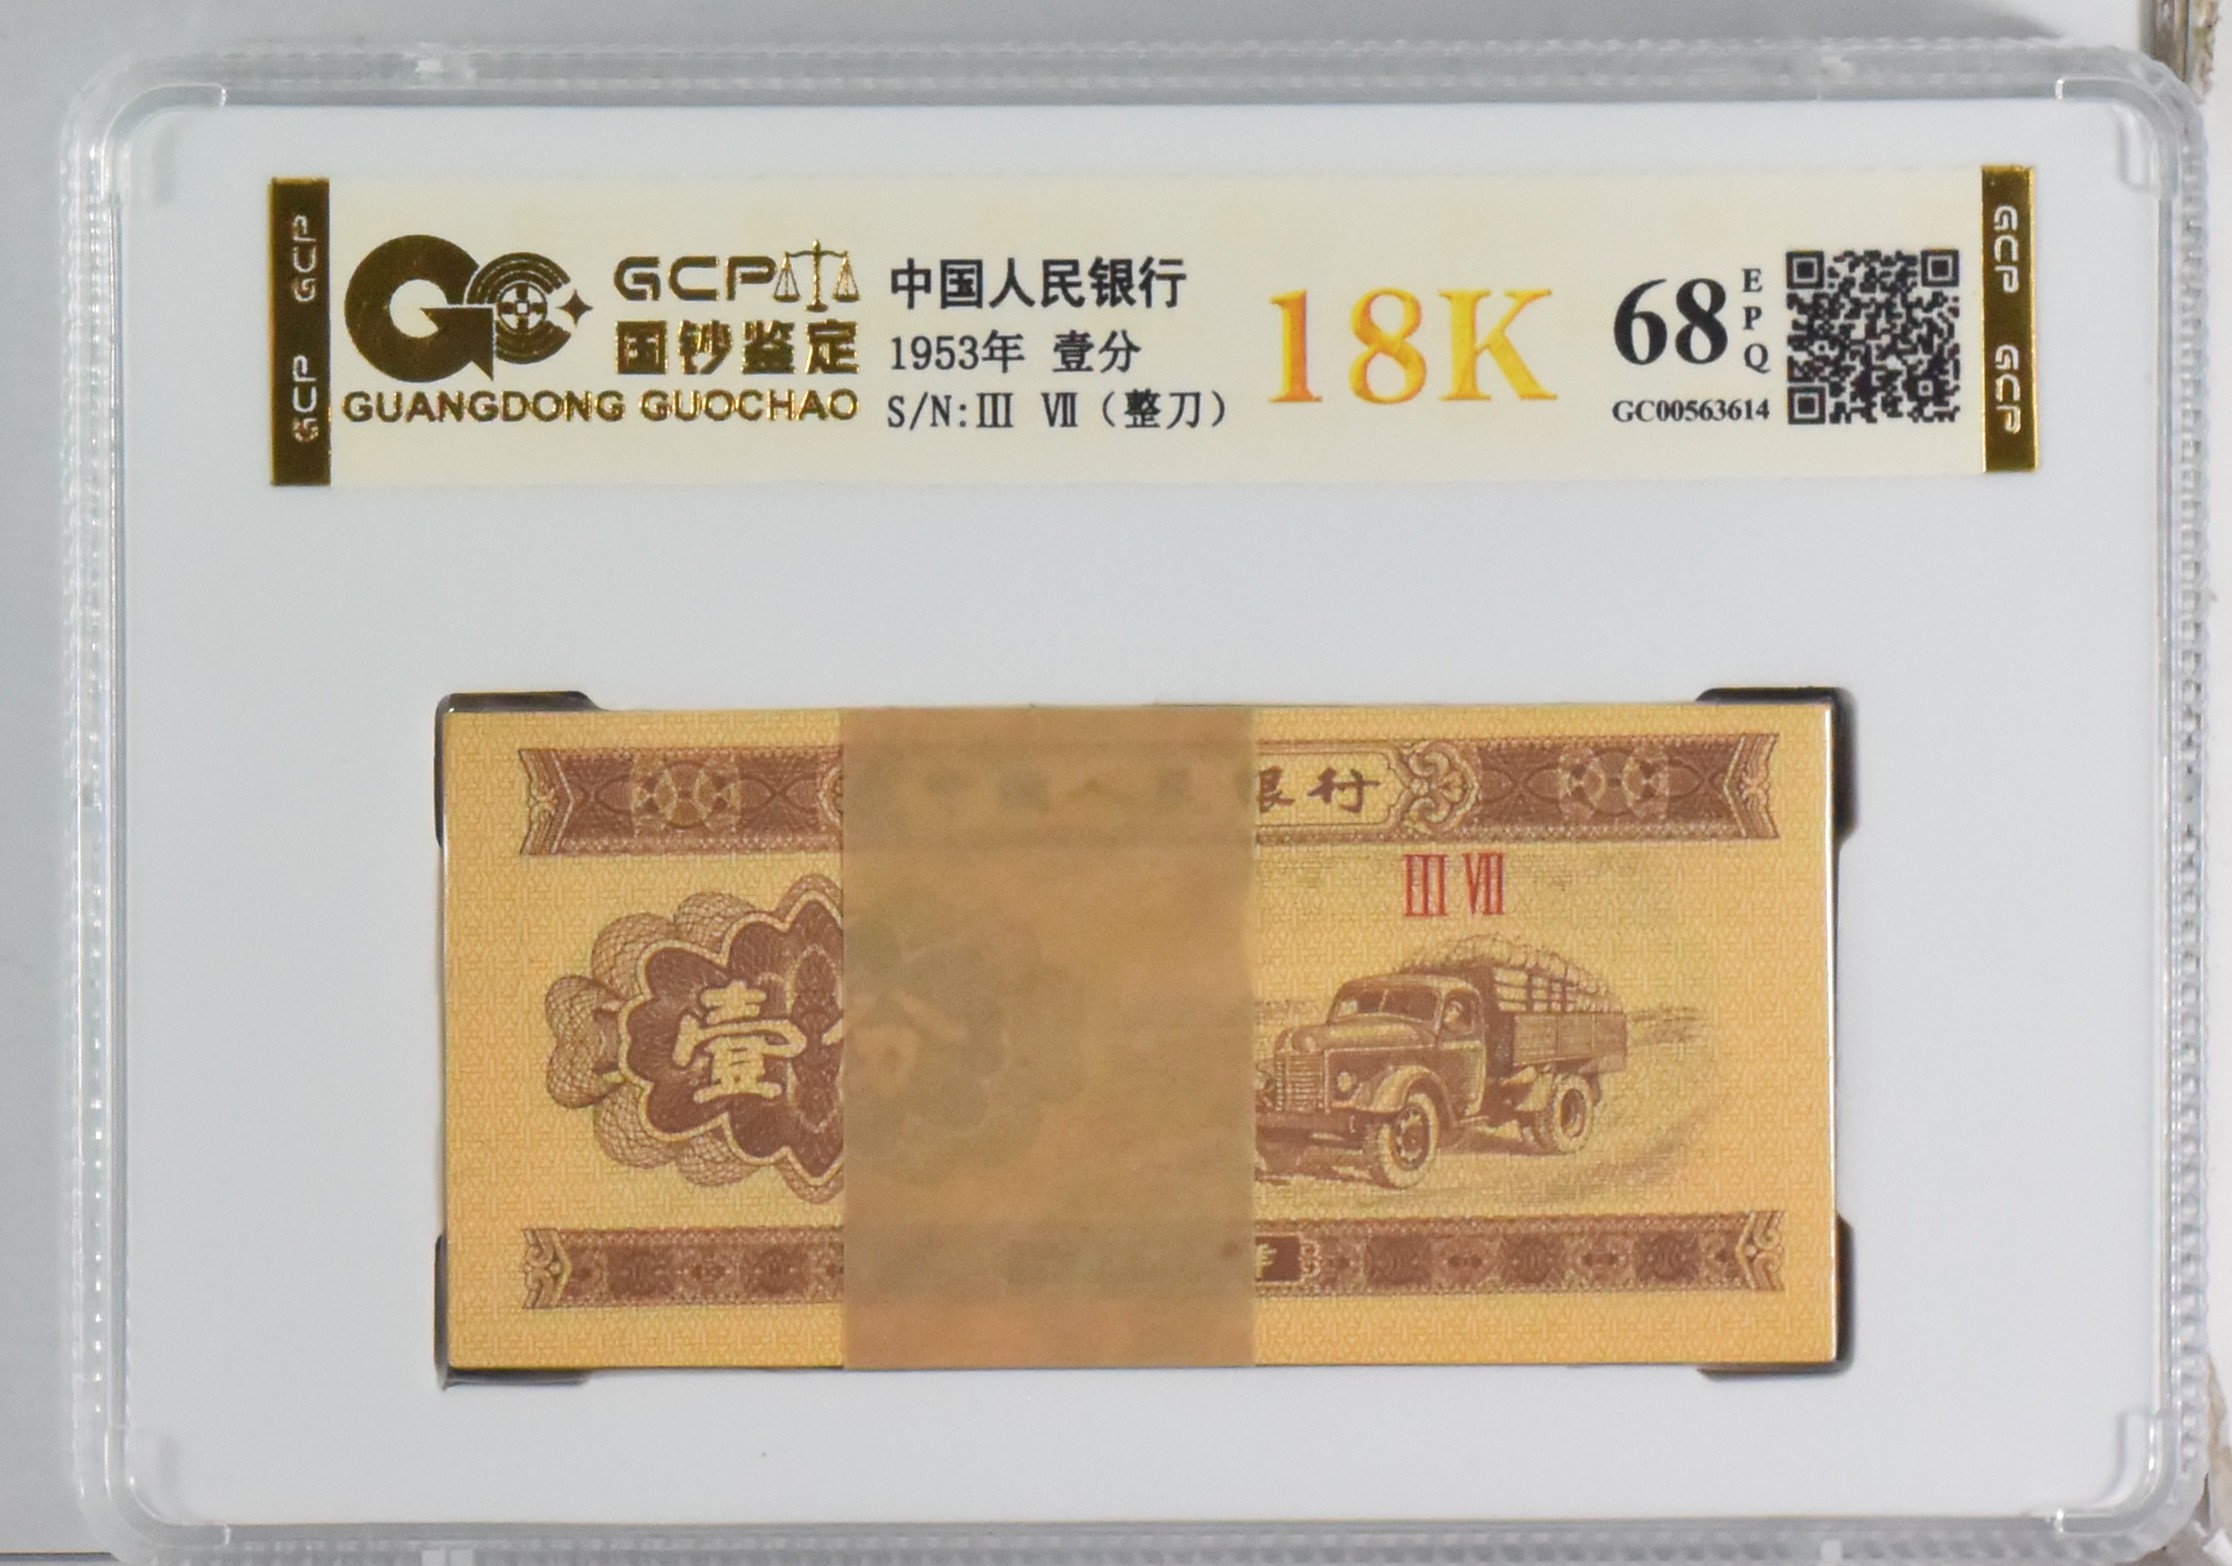 GCP GCP
GCP
国钞鉴定
GUANGDONG GUOCHAO
中国人民银行
1953年 壹分
S/N:Ⅲ Ⅶ（整刀）
18K
68
EPQ
GC00563614
GCP GCP
银行
III VII
壹